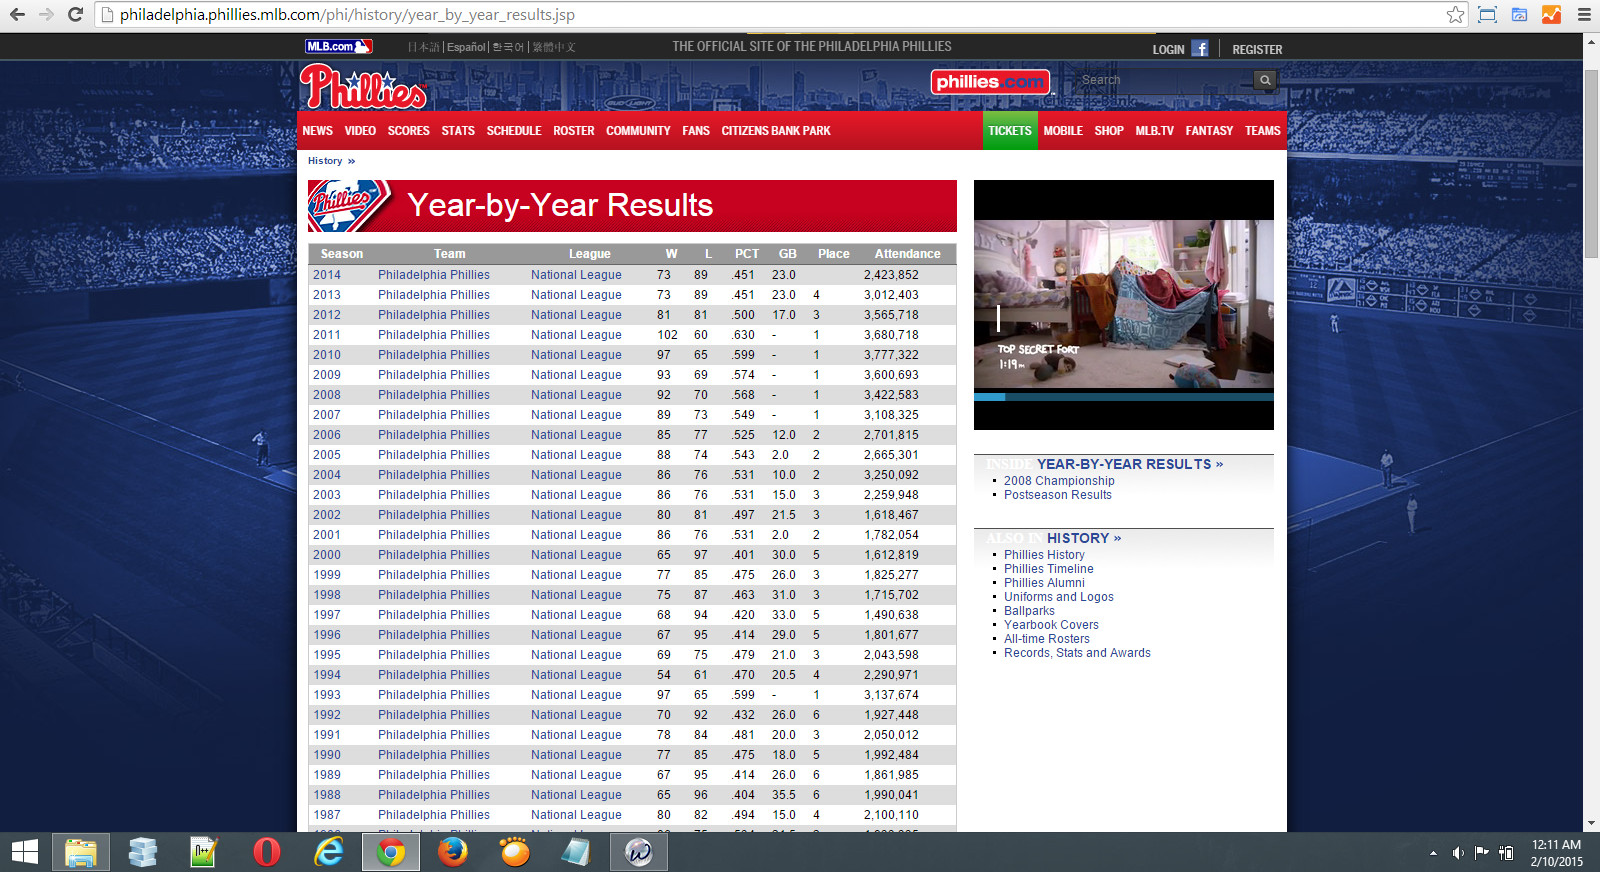 philadelphia.phillies.mlb.com/phi/history/year_by_year_results.jsp
MLB.com 日本語 | Español | 한국어 | 繁體中文 THE OFFICIAL SITE OF THE PHILADELPHIA PHILLIES LOGIN f REGISTER
Phillies phillies.com Search
NEWS VIDEO SCORES STATS SCHEDULE ROSTER COMMUNITY FANS CITIZENS BANK PARK TICKETS MOBILE SHOP MLB.TV FANTASY TEAMS
History »
Phillies Year-by-Year Results
Season Team League W L PCT GB Place Attendance
2014 Philadelphia Phillies National League 73 89 .451 23.0 2,423,852
2013 Philadelphia Phillies National League 73 89 .451 23.0 4 3,012,403
2012 Philadelphia Phillies National League 81 81 .500 17.0 3 3,565,718
2011 Philadelphia Phillies National League 102 60 .630 - 1 3,680,718
2010 Philadelphia Phillies National League 97 65 .599 - 1 3,777,322
2009 Philadelphia Phillies National League 93 69 .574 - 1 3,600,693
2008 Philadelphia Phillies National League 92 70 .568 - 1 3,422,583
2007 Philadelphia Phillies National League 89 73 .549 - 1 3,108,325
2006 Philadelphia Phillies National League 85 77 .525 12.0 2 2,701,815
2005 Philadelphia Phillies National League 88 74 .543 2.0 2 2,665,301
2004 Philadelphia Phillies National League 86 76 .531 10.0 2 3,250,092
2003 Philadelphia Phillies National League 86 76 .531 15.0 3 2,259,948
2002 Philadelphia Phillies National League 80 81 .497 21.5 3 1,618,467
2001 Philadelphia Phillies National League 86 76 .531 2.0 2 1,782,054
2000 Philadelphia Phillies National League 65 97 .401 30.0 5 1,612,819
1999 Philadelphia Phillies National League 77 85 .475 26.0 3 1,825,277
1998 Philadelphia Phillies National League 75 87 .463 31.0 3 1,715,702
1997 Philadelphia Phillies National League 68 94 .420 33.0 5 1,490,638
1996 Philadelphia Phillies National League 67 95 .414 29.0 5 1,801,677
1995 Philadelphia Phillies National League 69 75 .479 21.0 3 2,043,598
1994 Philadelphia Phillies National League 54 61 .470 20.5 4 2,290,971
1993 Philadelphia Phillies National League 97 65 .599 - 1 3,137,674
1992 Philadelphia Phillies National League 70 92 .432 26.0 6 1,927,448
1991 Philadelphia Phillies National League 78 84 .481 20.0 3 2,050,012
1990 Philadelphia Phillies National League 77 85 .475 18.0 5 1,992,484
1989 Philadelphia Phillies National League 67 95 .414 26.0 6 1,861,985
1988 Philadelphia Phillies National League 65 96 .404 35.5 6 1,990,041
1987 Philadelphia Phillies National League 80 82 .494 15.0 4 2,100,110
TOP SECRET FORT
1:19m
INSIDE YEAR-BY-YEAR RESULTS »
2008 Championship
Postseason Results
ALSO IN HISTORY »
Phillies History
Phillies Timeline
Phillies Alumni
Uniforms and Logos
Ballparks
Yearbook Covers
All-time Rosters
Records, Stats and Awards
12:11 AM
2/10/2015